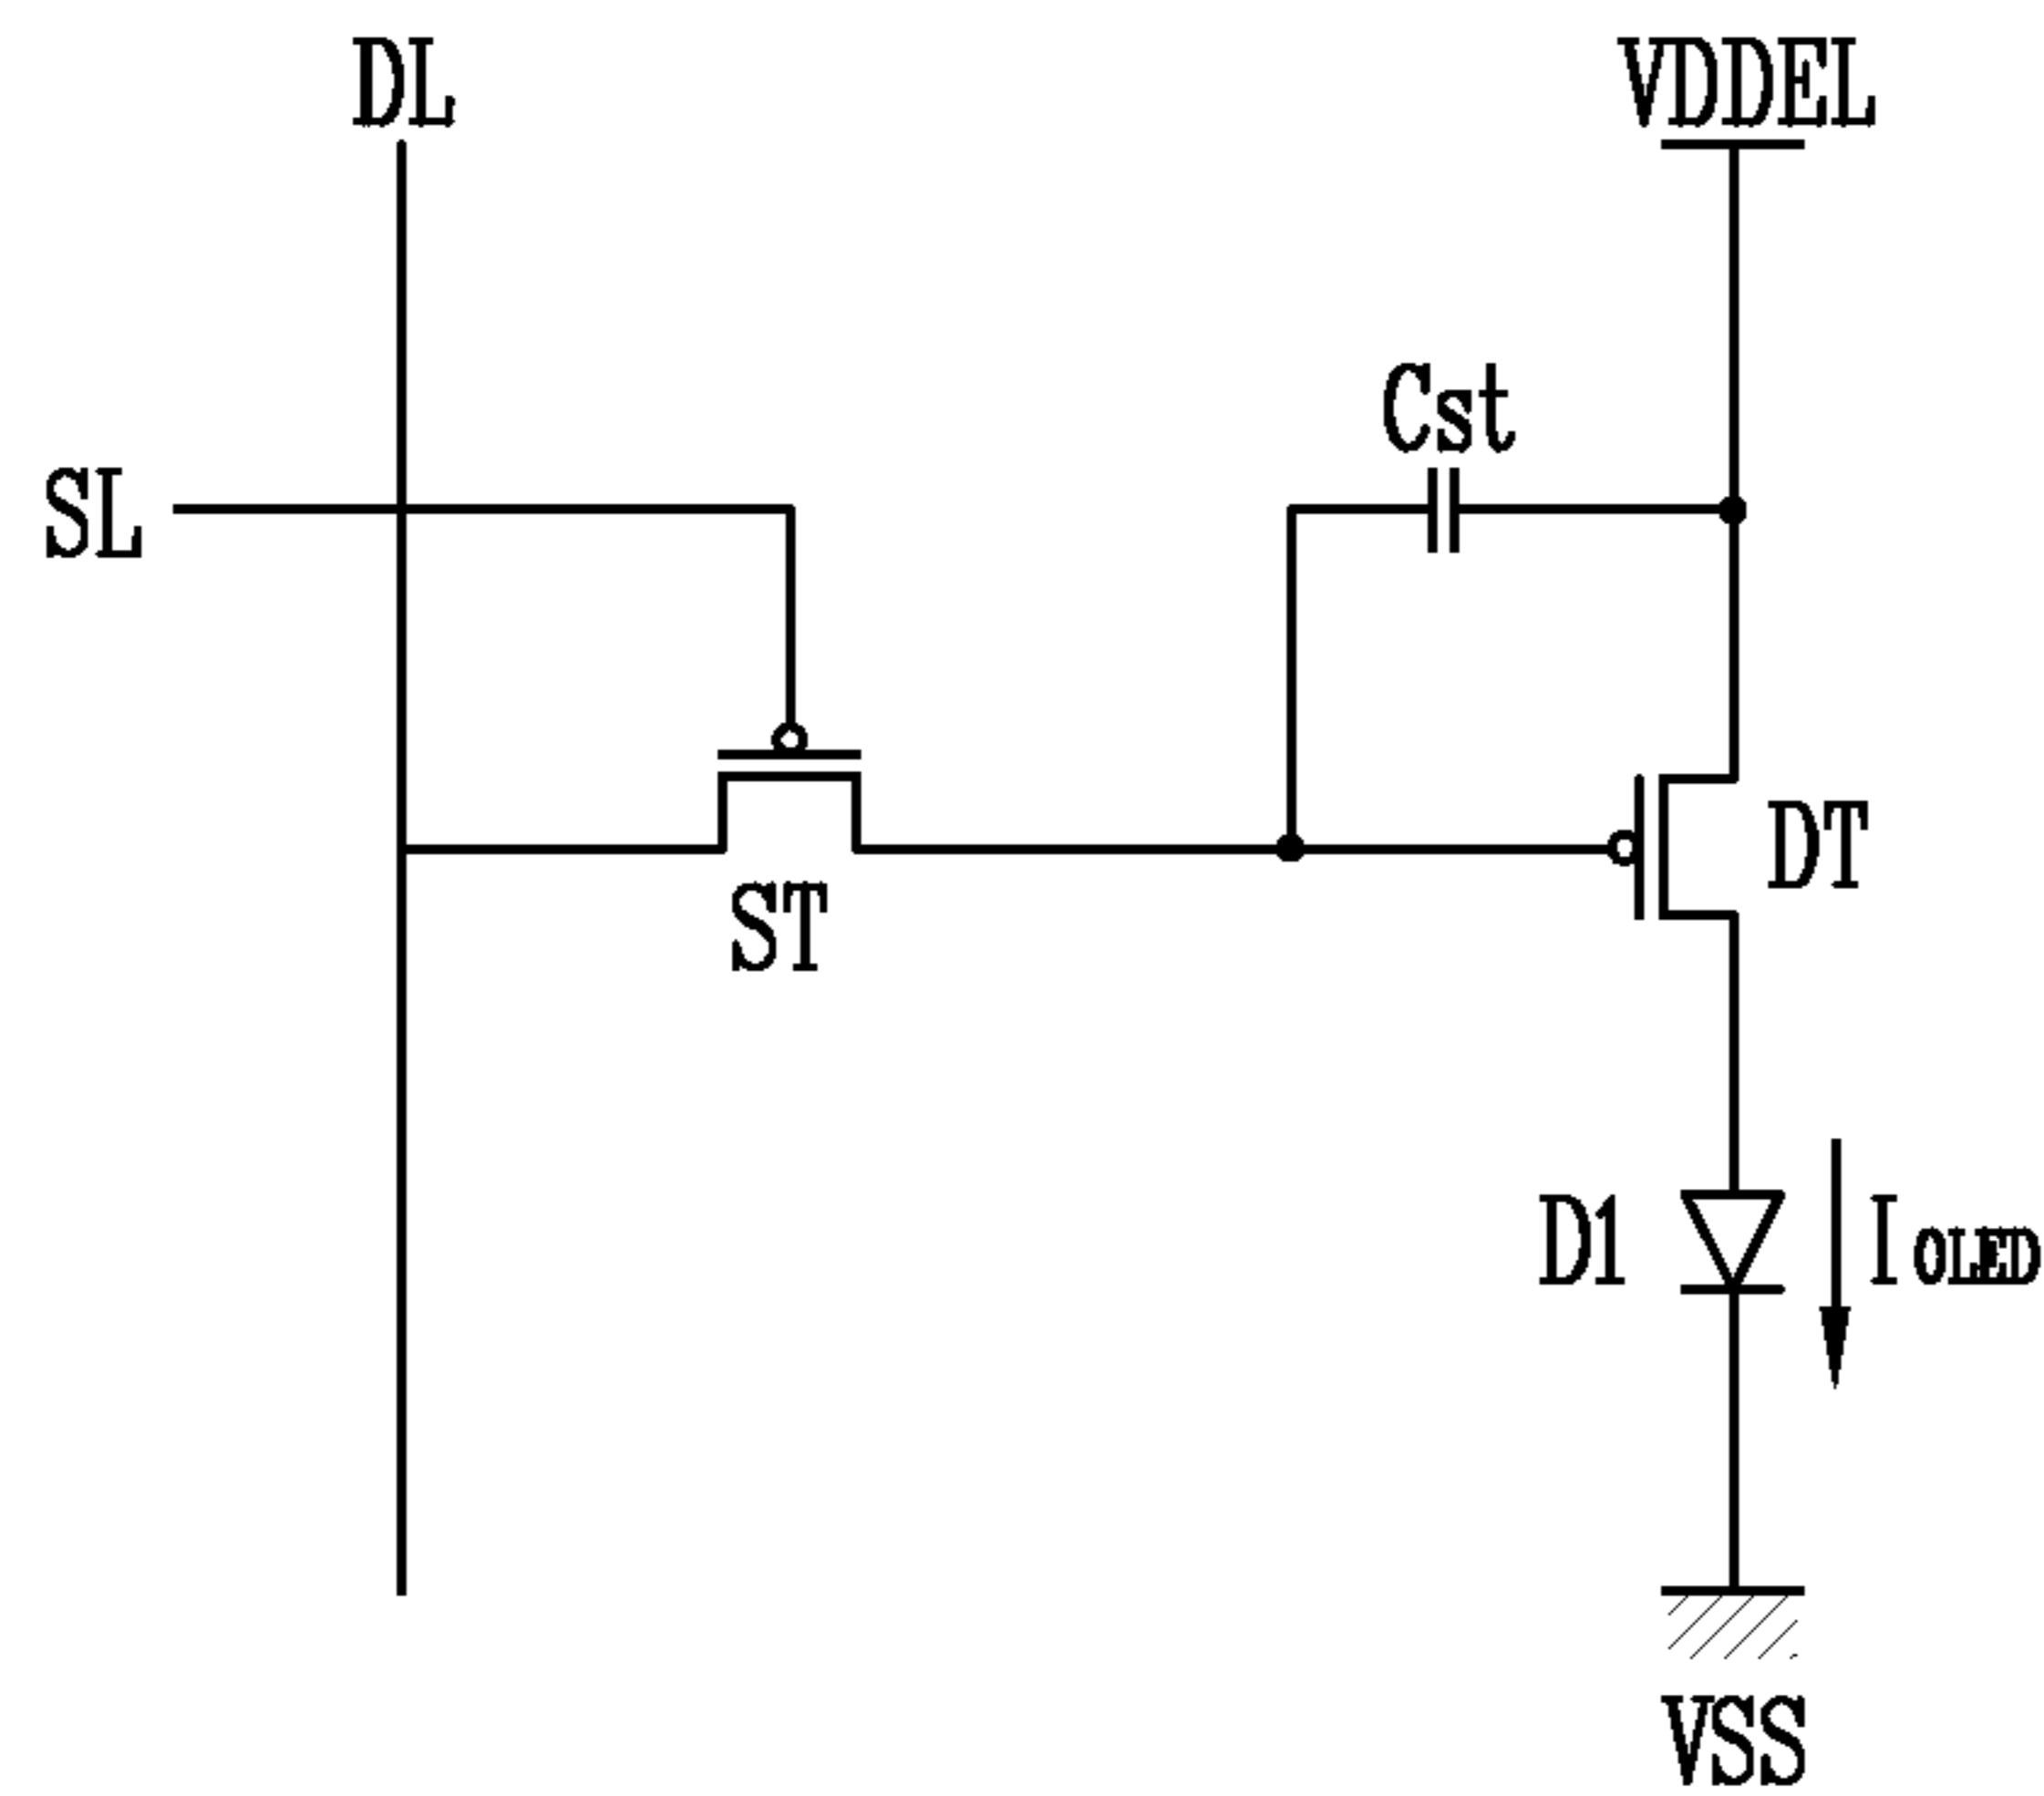 DL
VDDEL
Cst
SL
DT
ST
D1
I OLED
VSS